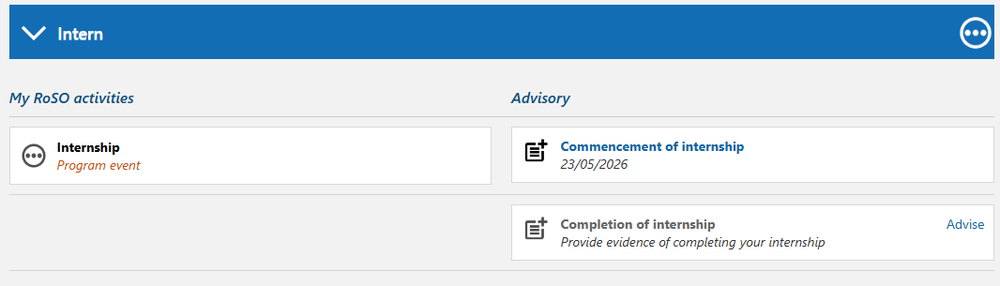 Intern
My RoSO activities
Advisory
Internship
Program event
Commencement of internship
23/05/2026
Completion of internship
Advise
Provide evidence of completing your internship